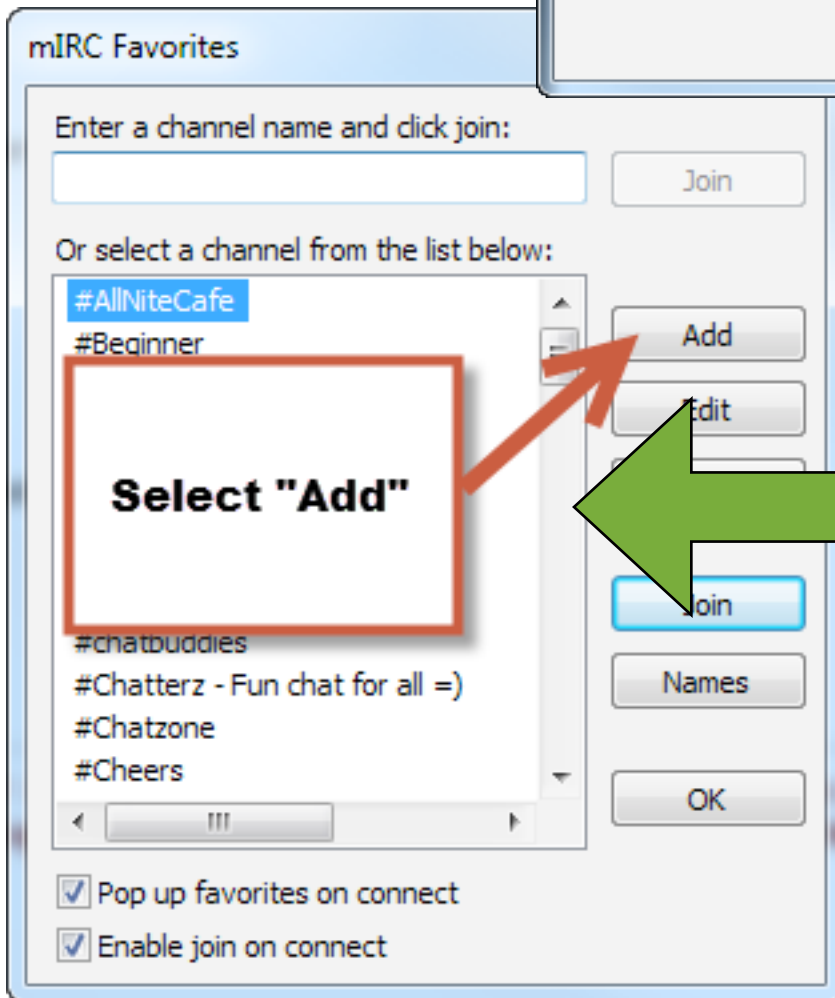 mIRC Favorites
Enter a channel name and click join:
Join
Or select a channel from the list below:
#AllNiteCafe
#Beginner
Add
Edit
Select "Add"
Join
#chatbuddies
#Chatterz - Fun chat for all =)
Names
#Chatzone
#Cheers
OK
Pop up favorites on connect
Enable join on connect